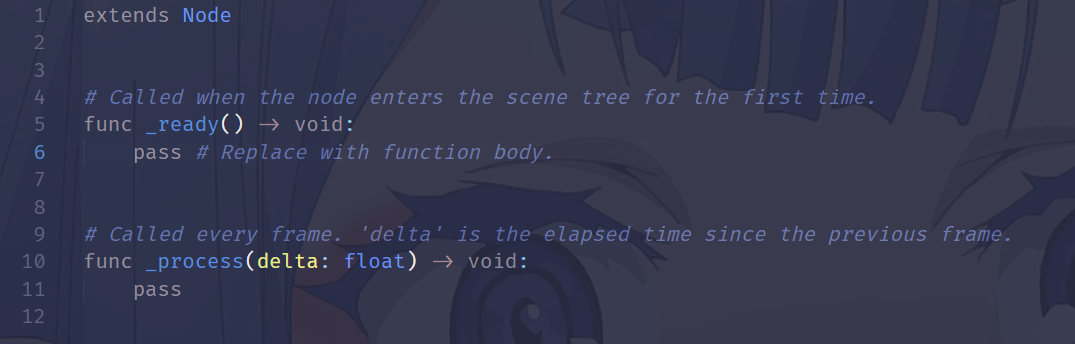 1 extends Node
2
3
4 # Called when the node enters the scene tree for the first time.
5 func _ready() -> void:
6 pass # Replace with function body.
7
8
9 # Called every frame. 'delta' is the elapsed time since the previous frame.
10 func _process(delta: float) -> void:
11 pass
12